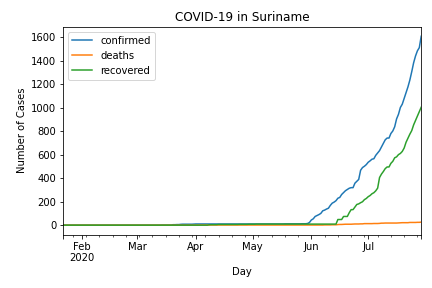 COVID-19 in Suriname
confirmed
deaths
recovered
Number of Cases
1600
1400
1200
1000
800
600
400
200
0
Feb
2020
Mar
Apr
May
Jun
Jul
Day